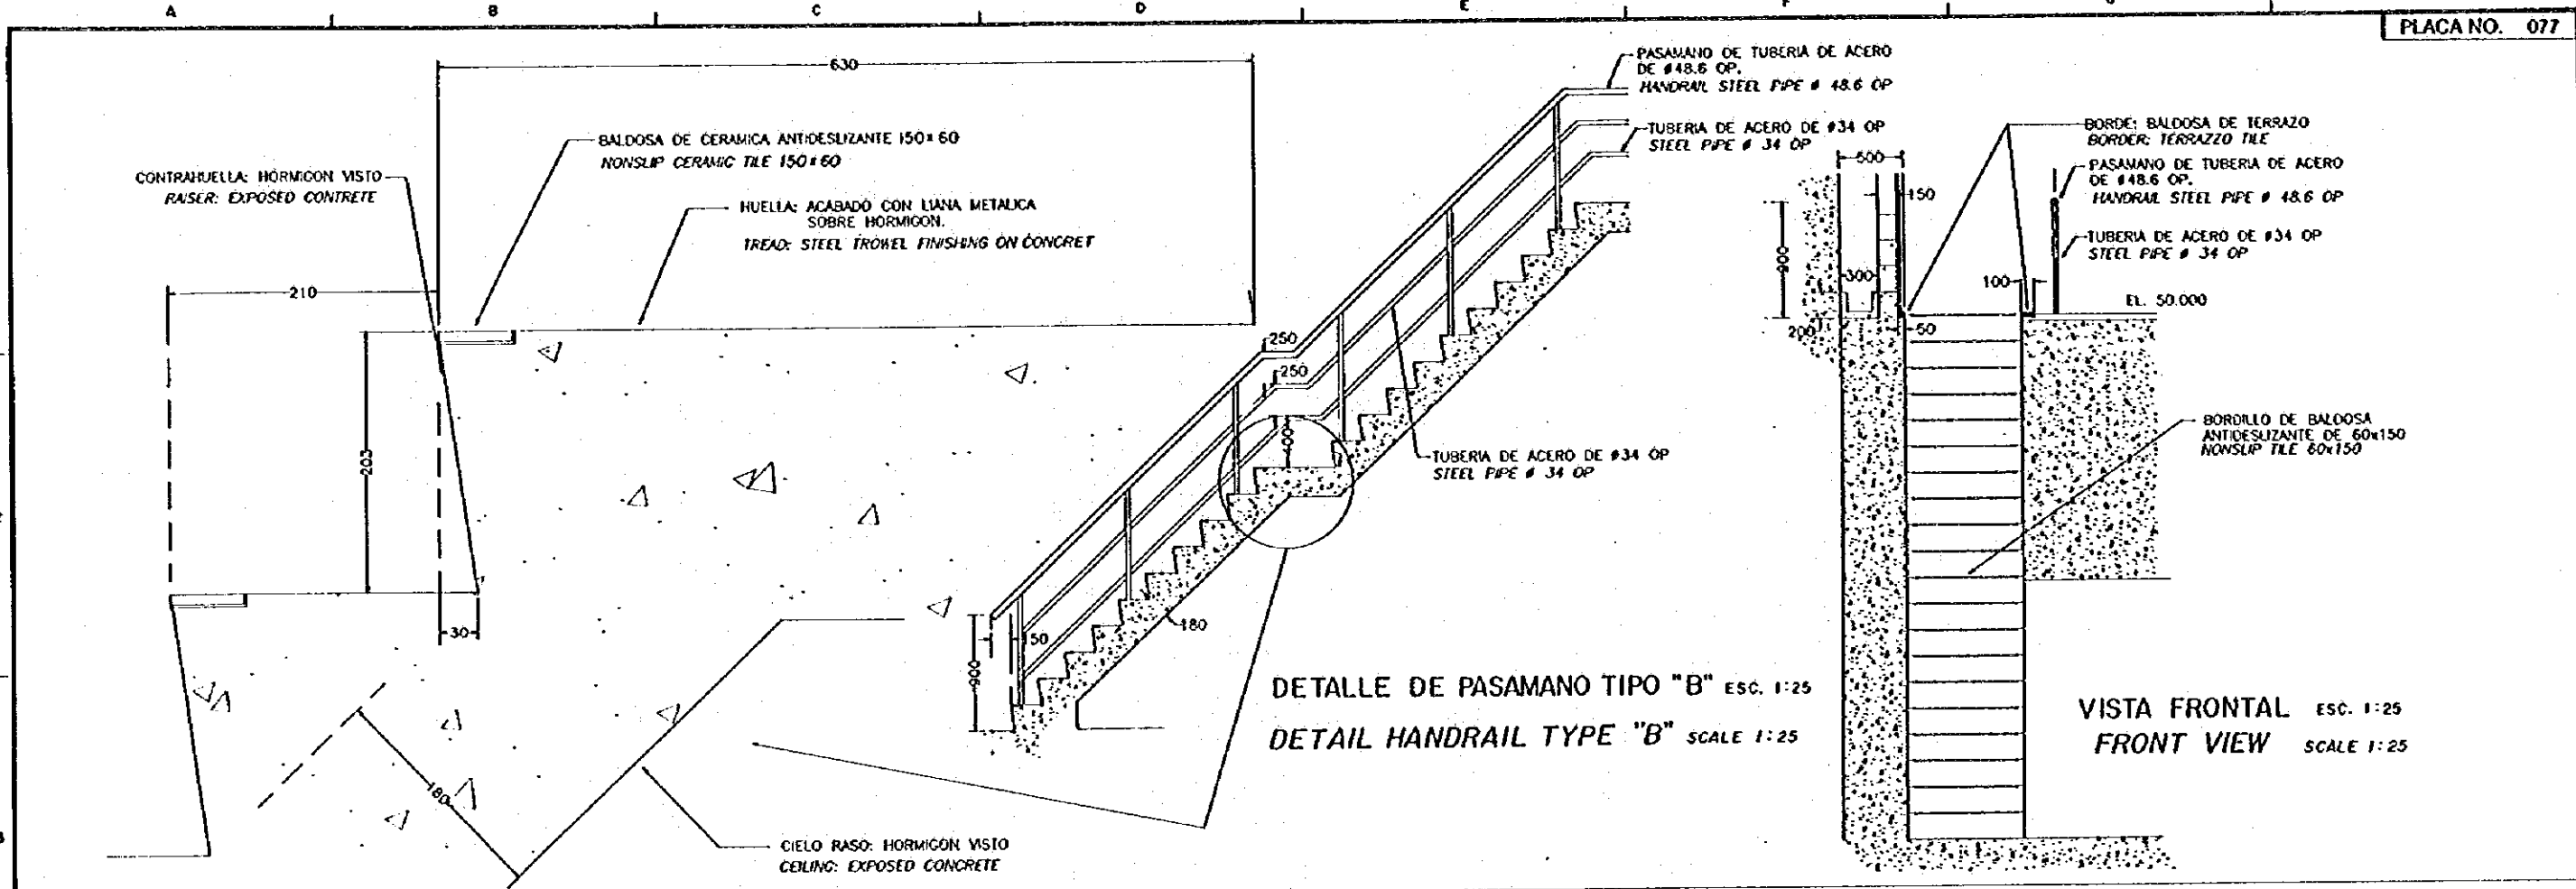 A B C D E F
PLACA NO. 077
630
PASAMANO DE TUBERIA DE ACERO
DE #48.6 OP.
HANDRAIL STEEL PIPE # 48.6 OP
TUBERIA DE ACERO DE #34 OP
STEEL PIPE # 34 OP
BALDOSA DE CERAMICA ANTIDESLIZANTE 150x60
NONSLIP CERAMIC TILE 150x60
CONTRAHUELLA: HORMIGON VISTO
RAISER: EXPOSED CONTRETE
HUELLA: ACABADO CON LIANA METALICA
SOBRE HORMIGON.
TREAD: STEEL TROWEL FINISHING ON CONCRET
210
203
30
180
CIELO RASO: HORMIGON VISTO
CEILING: EXPOSED CONCRETE
250
250
400
TUBERIA DE ACERO DE #34 OP
STEEL PIPE # 34 OP
150
900
180
DETALLE DE PASAMANO TIPO "B" ESC. 1:25
DETAIL HANDRAIL TYPE "B" SCALE 1:25
BORDE: BALDOSA DE TERRAZO
BORDER: TERRAZZO TILE
PASAMANO DE TUBERIA DE ACERO
DE #48.6 OP.
HANDRAIL STEEL PIPE # 48.6 OP
TUBERIA DE ACERO DE #34 OP
STEEL PIPE # 34 OP
500
150
900
300
100
EL. 50.000
200
50
BORDILLO DE BALDOSA
ANTIDESLIZANTE DE 60x150
NONSLIP TILE 60x150
VISTA FRONTAL ESC. 1:25
FRONT VIEW SCALE 1:25